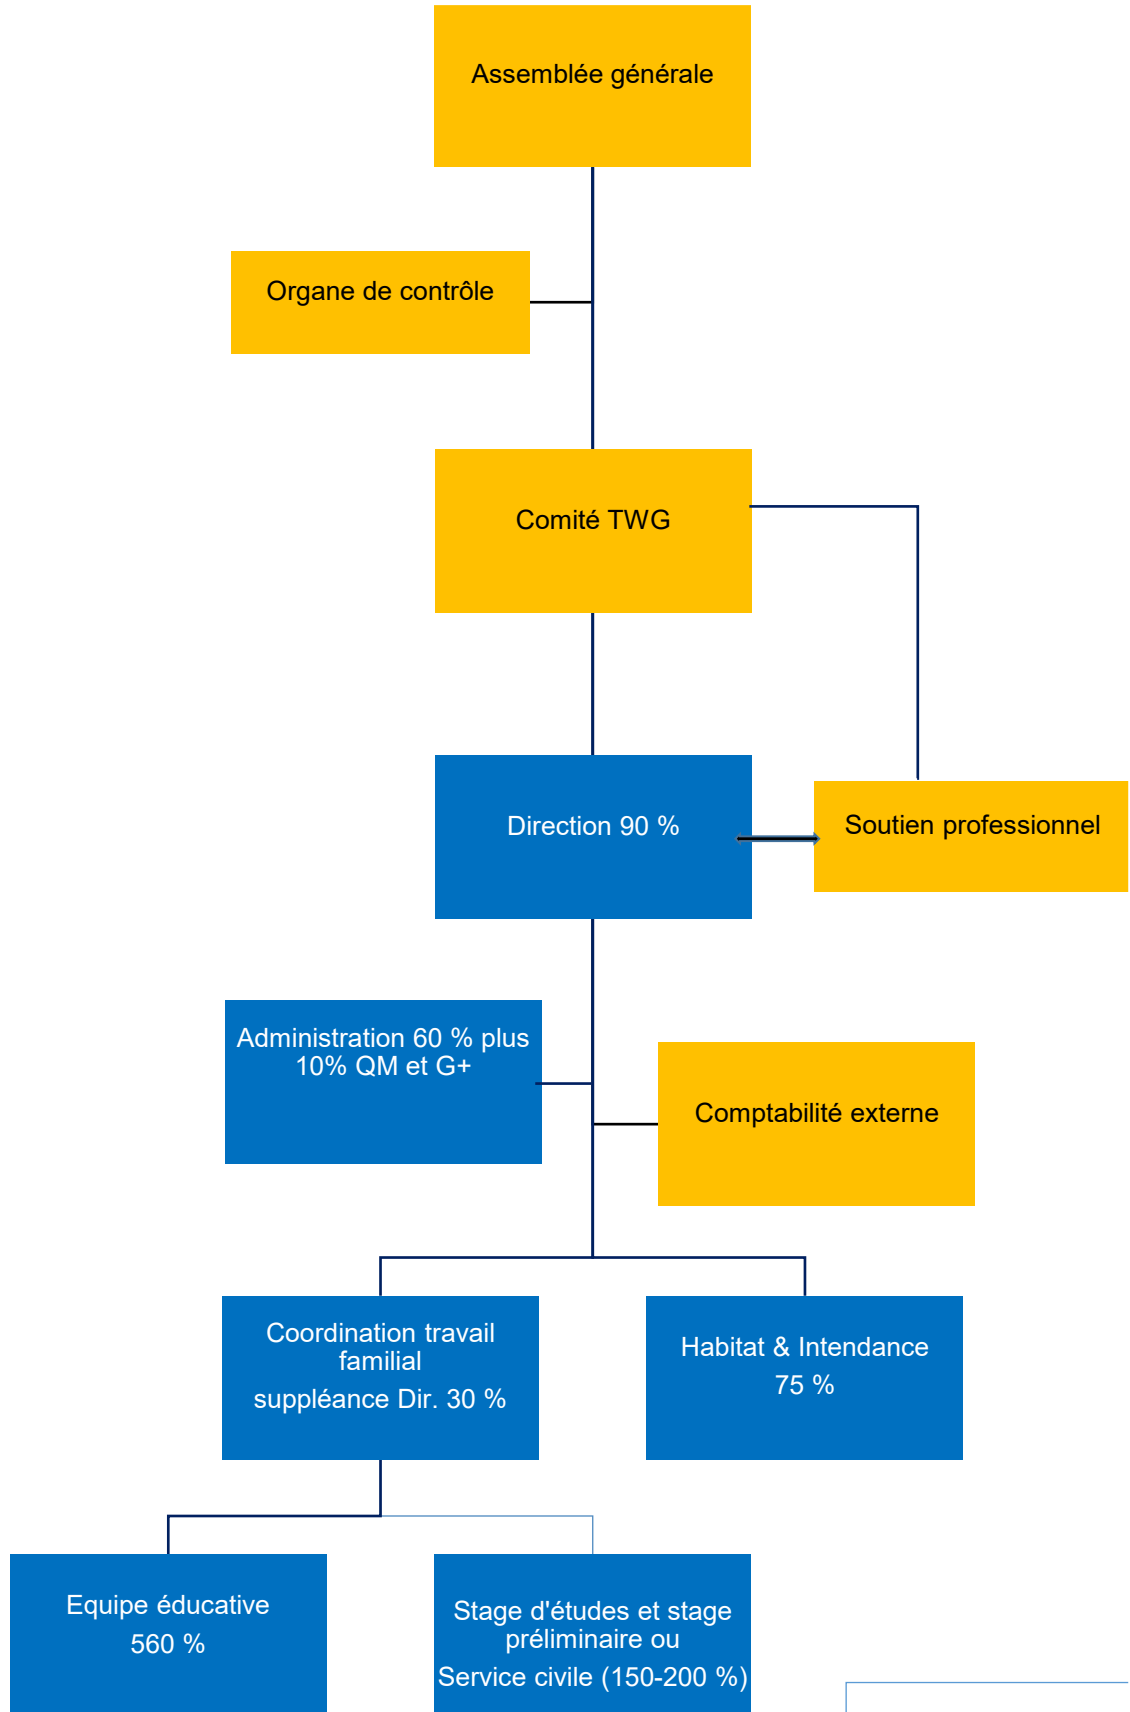 Assemblée générale
Organe de contrôle
Comité TWG
Direction 90 %
Soutien professionnel
Administration 60 % plus
10% QM et G+
Comptabilité externe
Coordination travail
familial
suppléance Dir. 30 %
Habitat & Intendance
75 %
Equipe éducative
560 %
Stage d'études et stage
préliminaire ou
Service civile (150-200 %)